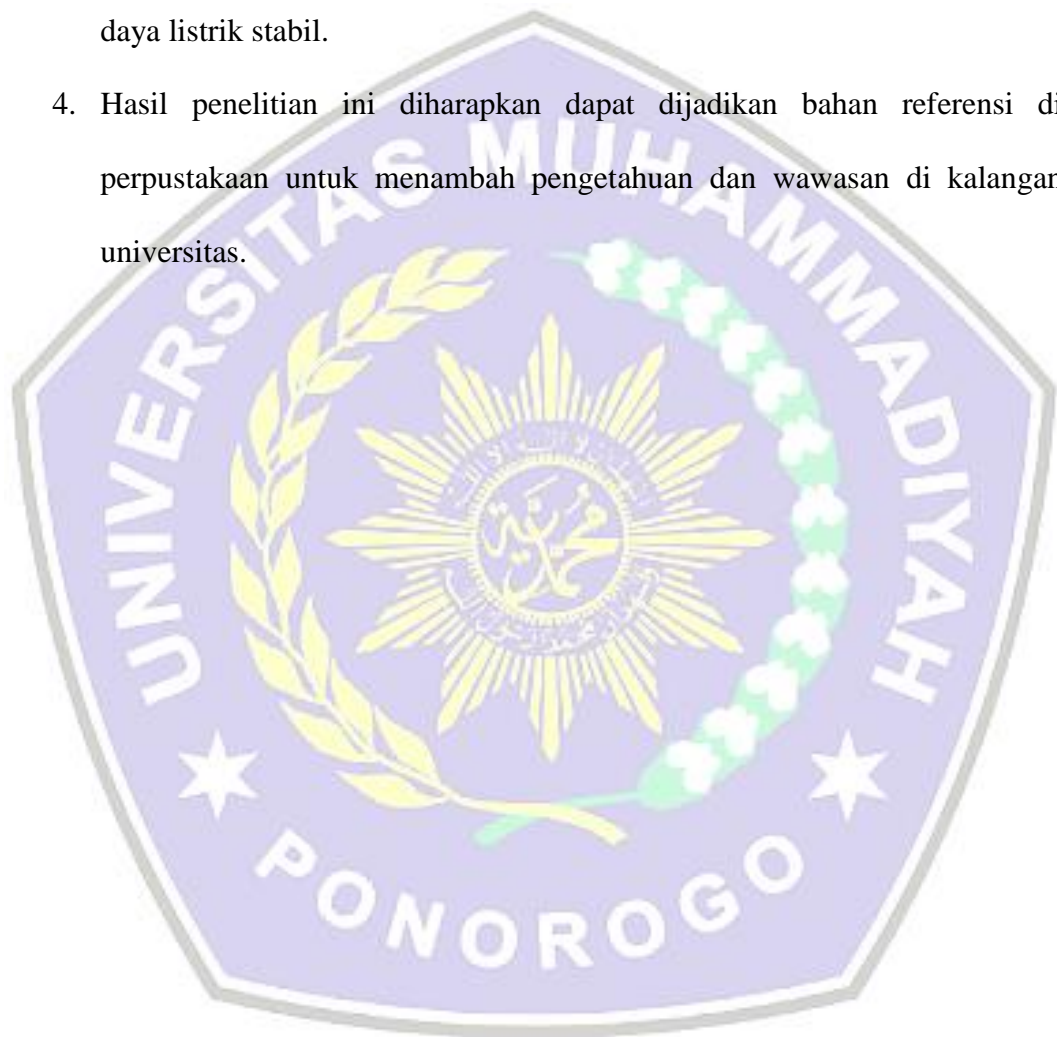 daya listrik stabil.
4. Hasil penelitian ini diharapkan dapat dijadikan bahan referensi di
perpustakaan untuk menambah pengetahuan dan wawasan di kalangan
universitas.
UNIVERSITAS MUHAMMADIYAH
محمدية
PONOROGO